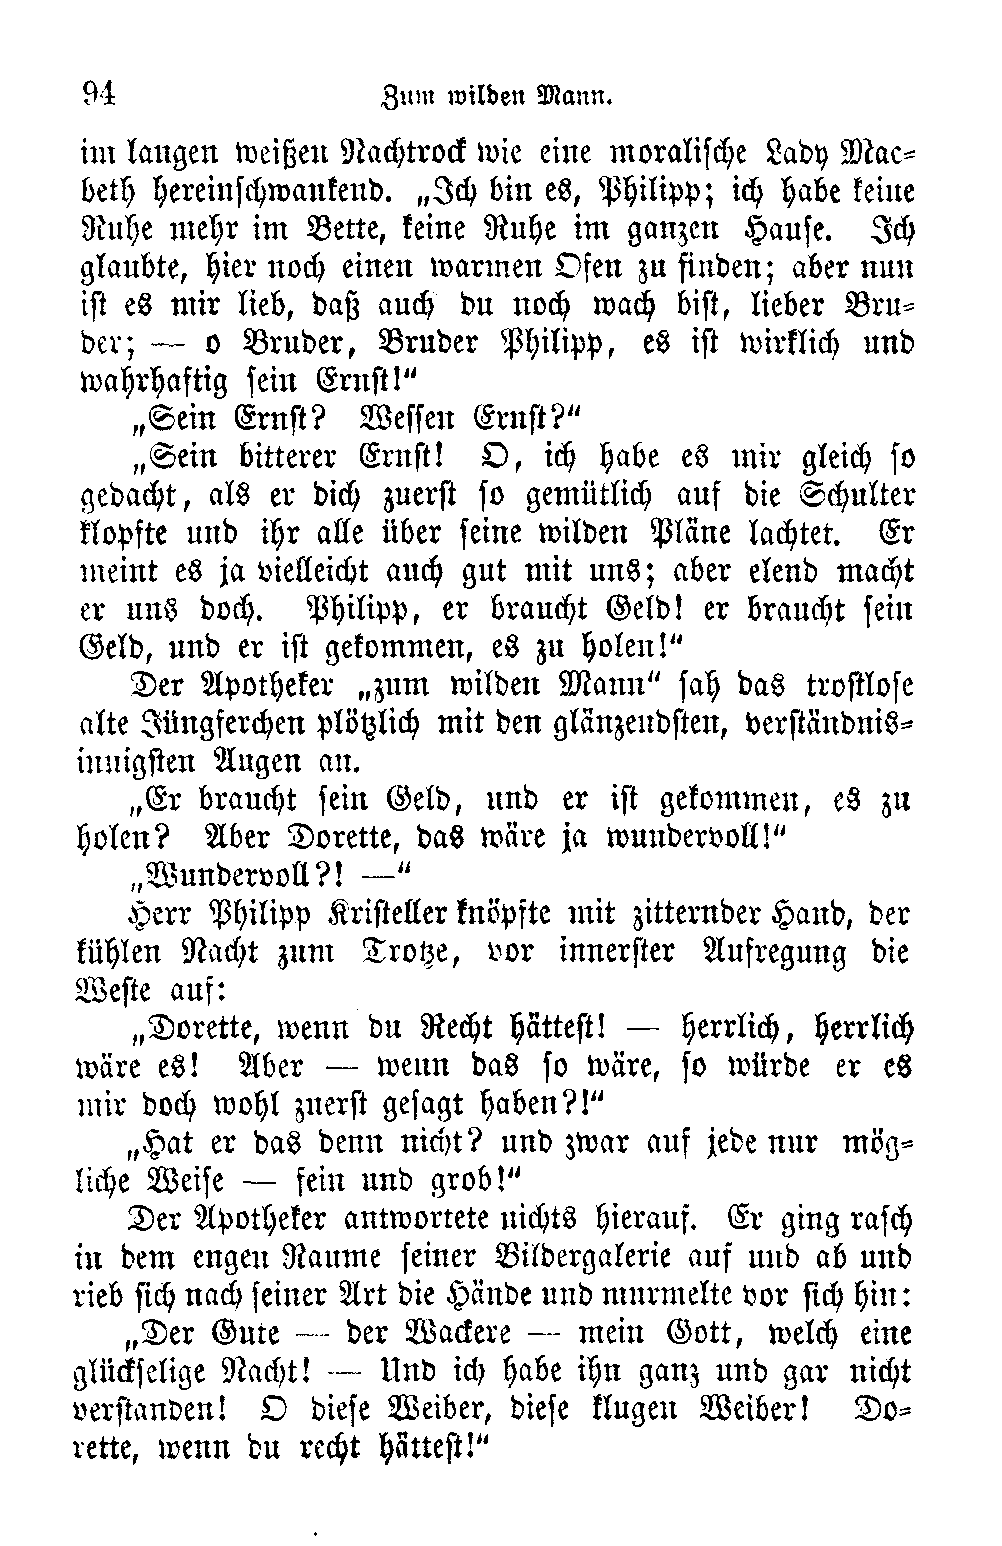 94 Zum wilden Mann.
im langen weißen Nachtrock wie eine moralische Lady Mac-
beth hereinschwankend. „Ich bin es, Philipp; ich habe keine
Ruhe mehr im Bette, keine Ruhe im ganzen Hause. Ich
glaubte, hier noch einen warmen Ofen zu finden; aber nun
ist es mir lieb, daß auch du noch wach bist, lieber Bru-
der; — o Bruder, Bruder Philipp, es ist wirklich und
wahrhaftig sein Ernst!“
„Sein Ernst? Wessen Ernst?“
„Sein bitterer Ernst! O, ich habe es mir gleich so
gedacht, als er dich zuerst so gemütlich auf die Schulter
klopfte und ihr alle über seine wilden Pläne lachtet. Er
meint es ja vielleicht auch gut mit uns; aber elend macht
er uns doch. Philipp, er braucht Geld! er braucht sein
Geld, und er ist gekommen, es zu holen!“
Der Apotheker „zum wilden Mann“ sah das trostlose
alte Jüngferchen plötzlich mit den glänzendsten, verständnis-
innigsten Augen an.
„Er braucht sein Geld, und er ist gekommen, es zu
holen? Aber Dorette, das wäre ja wundervoll!“
„Wundervoll?! —“
Herr Philipp Kristeller knöpfte mit zitternder Hand, der
kühlen Nacht zum Trotze, vor innerster Aufregung die
Weste auf:
„Dorette, wenn du Recht hättest! — herrlich, herrlich
wäre es! Aber — wenn das so wäre, so würde er es
mir doch wohl zuerst gesagt haben?!“
„Hat er das denn nicht? und zwar auf jede nur mög-
liche Weise — fein und grob!“
Der Apotheker antwortete nichts hierauf. Er ging rasch
in dem engen Raume seiner Bildergalerie auf und ab und
rieb sich nach seiner Art die Hände und murmelte vor sich hin:
„Der Gute — der Wackere — mein Gott, welch eine
glückselige Nacht! — Und ich habe ihn ganz und gar nicht
verstanden! O diese Weiber, diese klugen Weiber! Do-
rette, wenn du recht hättest!“